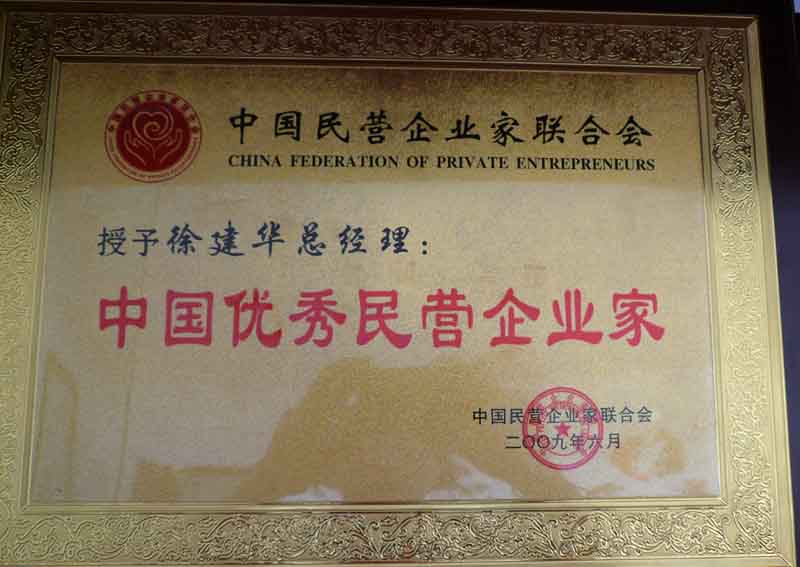 中国民营企业家联合会
CHINA FEDERATION OF PRIVATE ENTREPRENEURS
授予徐建华总经理：
中国优秀民营企业家
中国民营企业家联合会
二〇〇九年六月